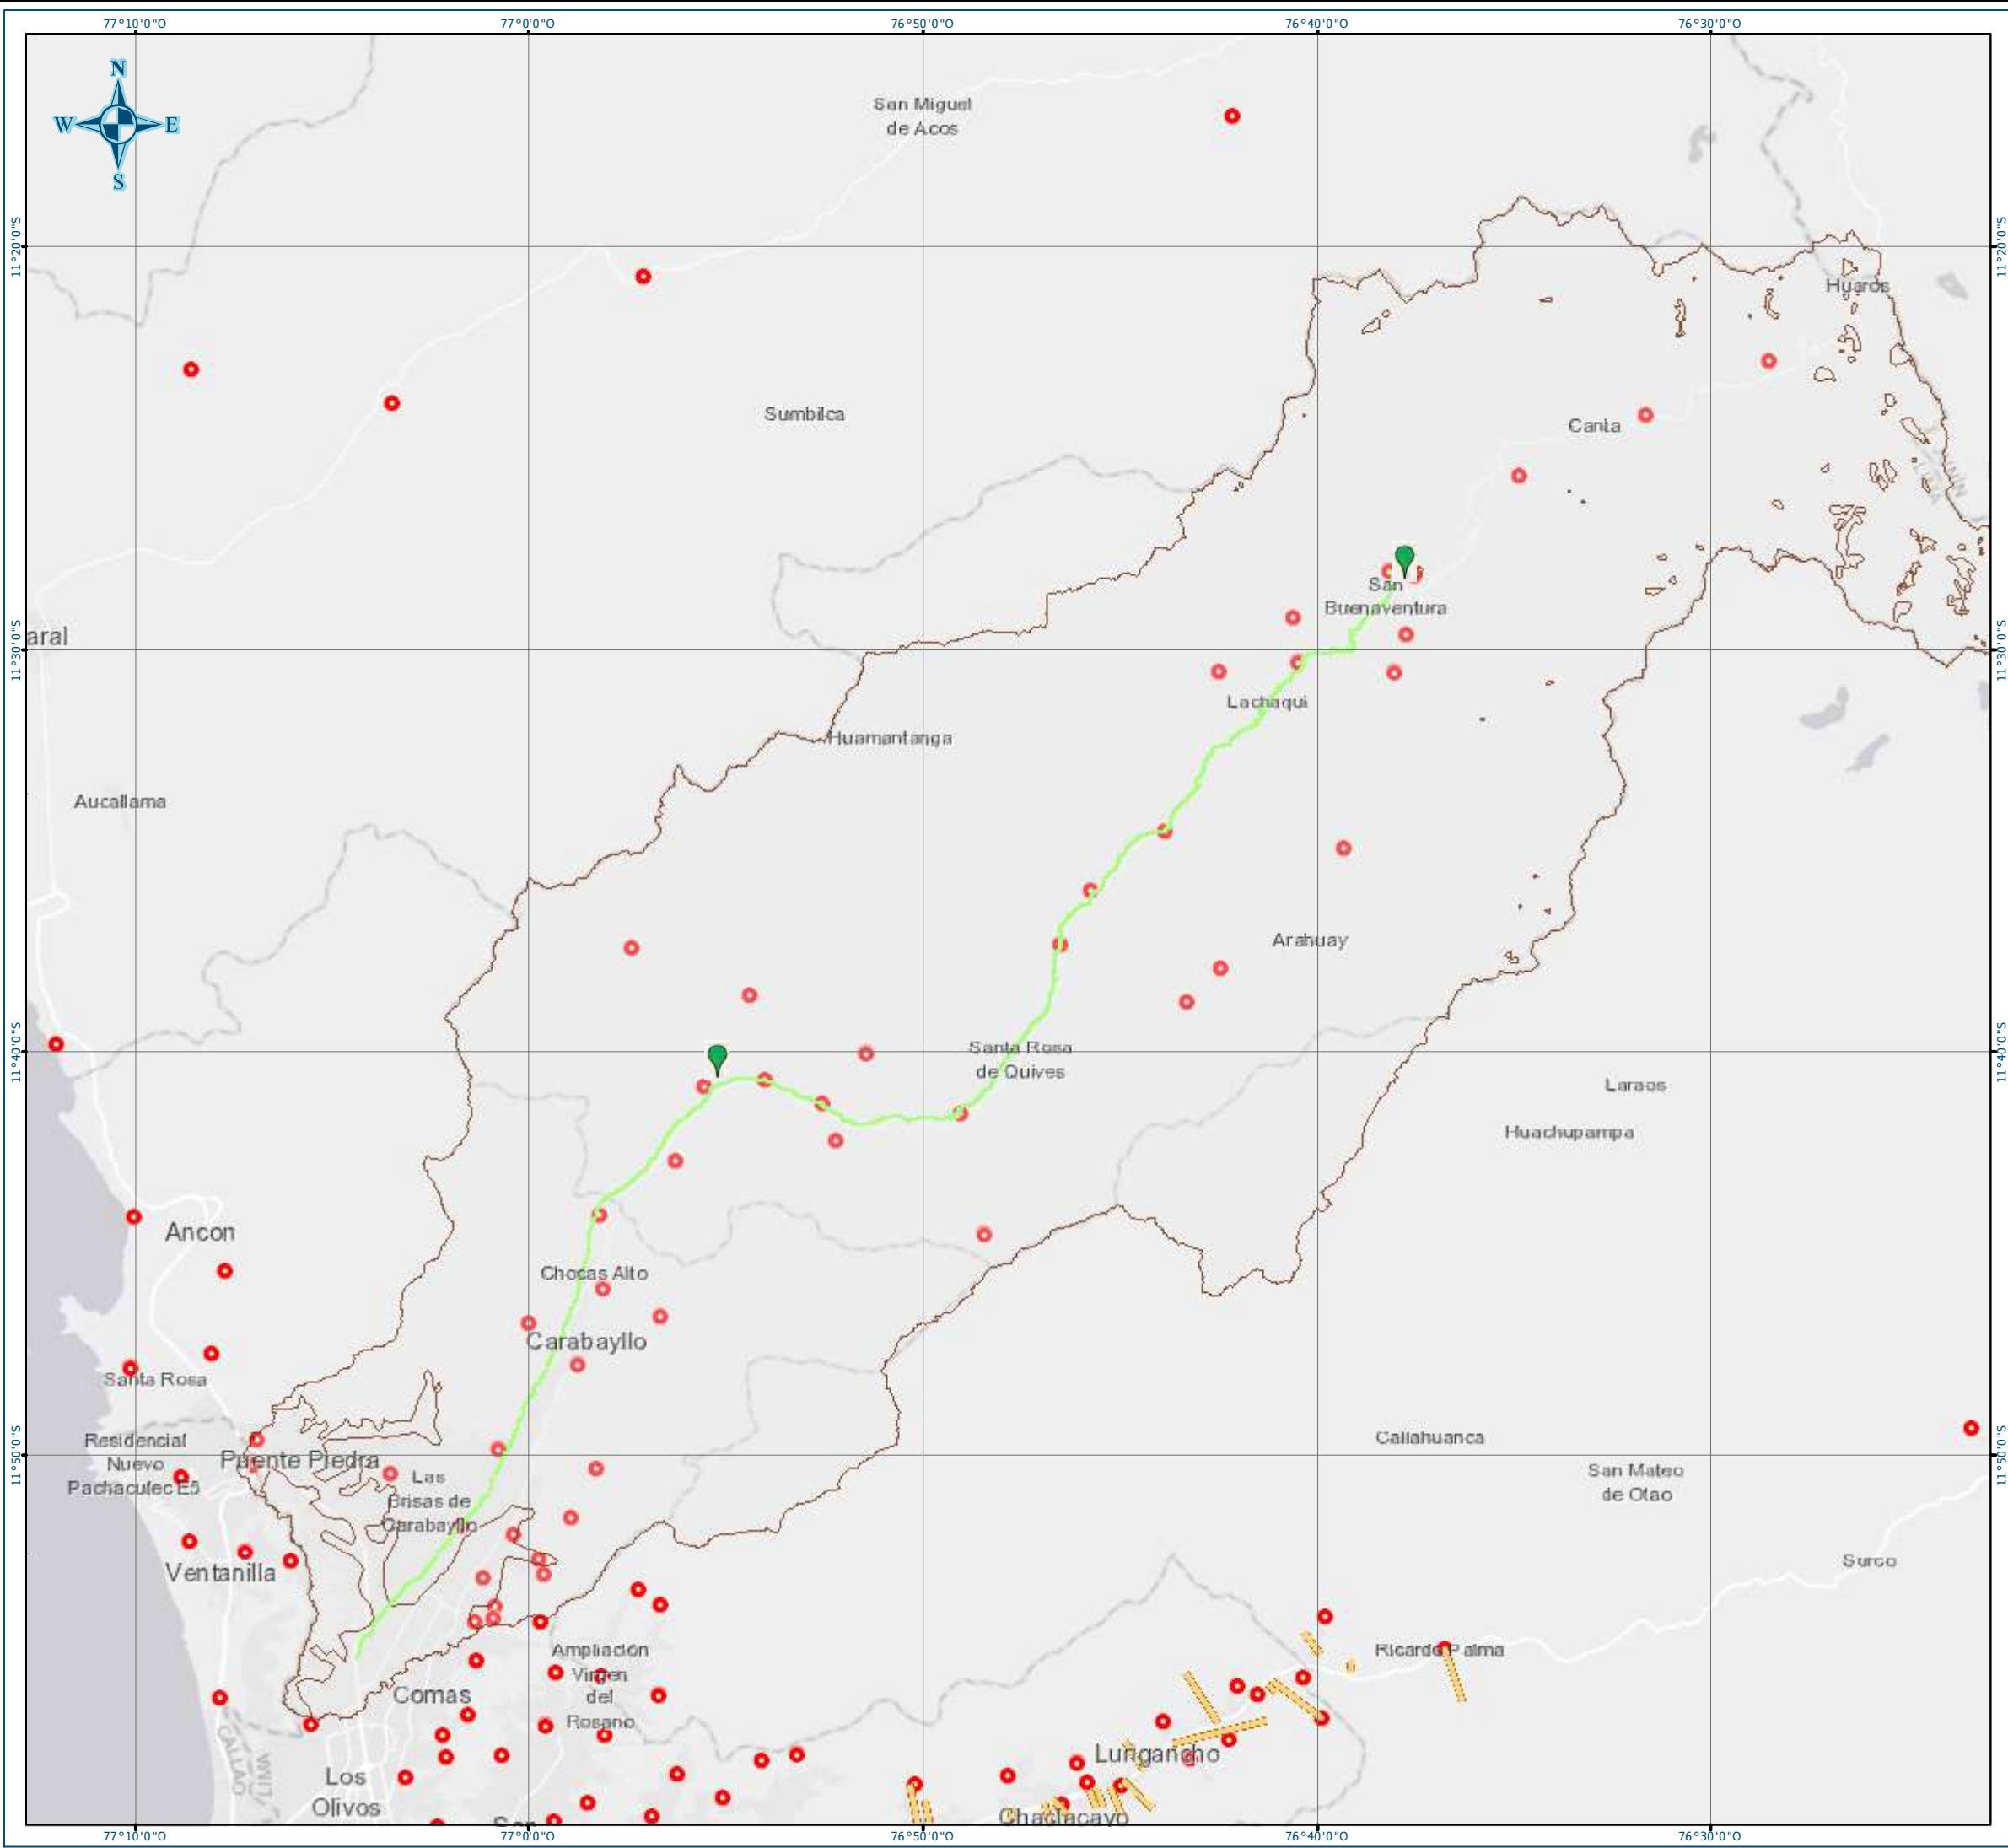 77°10'0"O
77°0'0"O
76°50'0"O
76°40'0"O
76°30'0"O
N
W
E
S
San Miguel
de Acos
11°20'0"S
11°20'0"S
Huaros
Sumbilca
Canta
San
Buenaventura
aral
11°30'0"S
11°30'0"S
Lachaqui
Huamantanga
Aucallama
Arahuay
11°40'0"S
11°40'0"S
Santa Rosa
de Quives
Laraos
Huachupampa
Ancon
Chocas Alto
Carabayllo
Santa Rosa
11°50'0"S
11°50'0"S
Residencial
Nuevo
Pachacutec E5
Puente Piedra
Las
Brisas de
Carabayllo
Callahuanca
San Mateo
de Otao
Surco
Ventanilla
Ampliación
Virgen
del
Rosario
Ricardo Palma
Comas
CALLAO
LIMA
Lurigancho
Los
Olivos
Chaclacayo
77°10'0"O
77°0'0"O
76°50'0"O
76°40'0"O
76°30'0"O